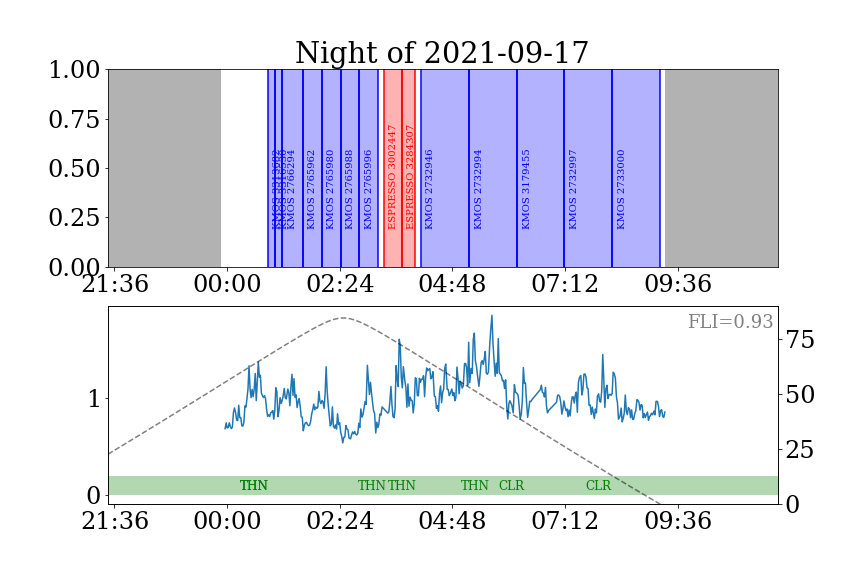 Night of 2021-09-17
1.00
0.75
0.50
0.25
0.00
KMOS 2766294
KMOS 2765962
KMOS 2765980
KMOS 2765988
KMOS 2765996
ESPRESSO 3002447
ESPRESSO 3284307
KMOS 2732946
KMOS 2732994
KMOS 3179455
KMOS 2732997
KMOS 2733000
21:36 00:00 02:24 04:48 07:12 09:36
FLI=0.93
1
0
75
50
25
0
THN THN THN THN CLR CLR
21:36 00:00 02:24 04:48 07:12 09:36